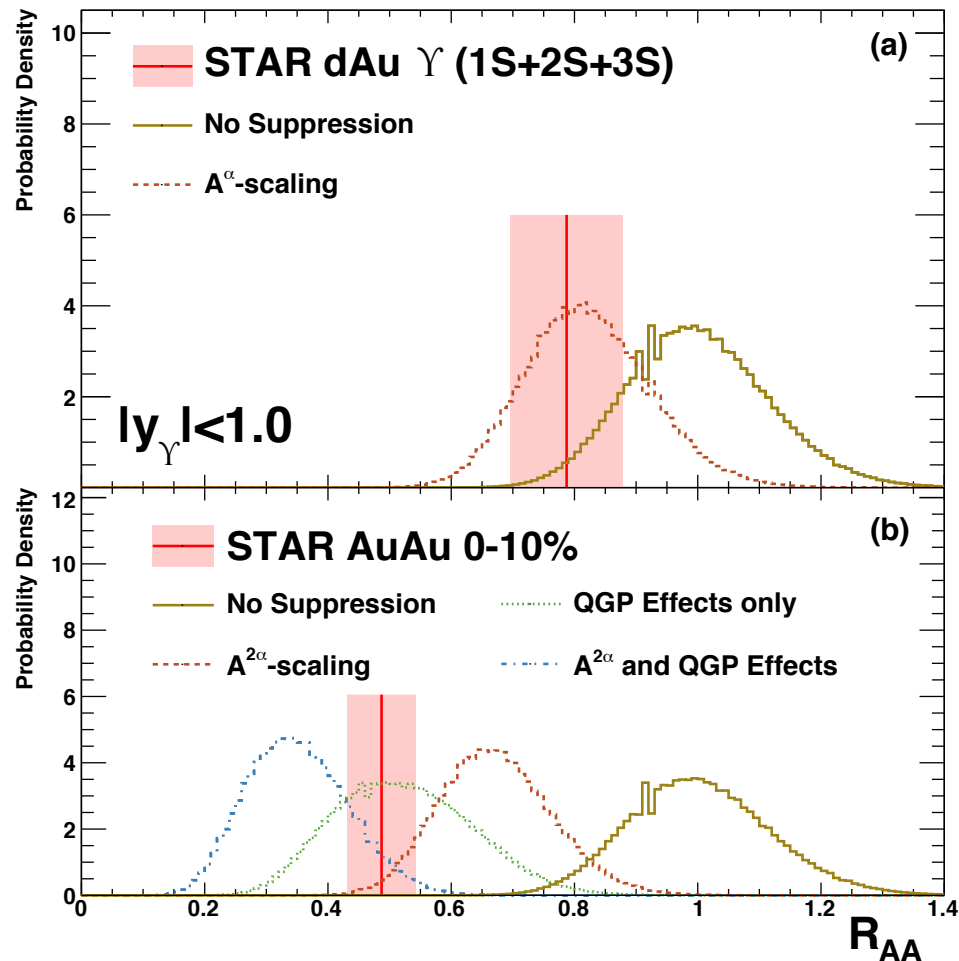 (a)
STAR dAu ϒ (1S+2S+3S)
No Suppression
A^α-scaling
|y_ϒ|<1.0
Probability Density
10
8
6
4
2
(b)
STAR AuAu 0-10%
No Suppression
QGP Effects only
A^2α-scaling
A^2α and QGP Effects
Probability Density
12
10
8
6
4
2
0
0 0.2 0.4 0.6 0.8 1 1.2 1.4
R_AA